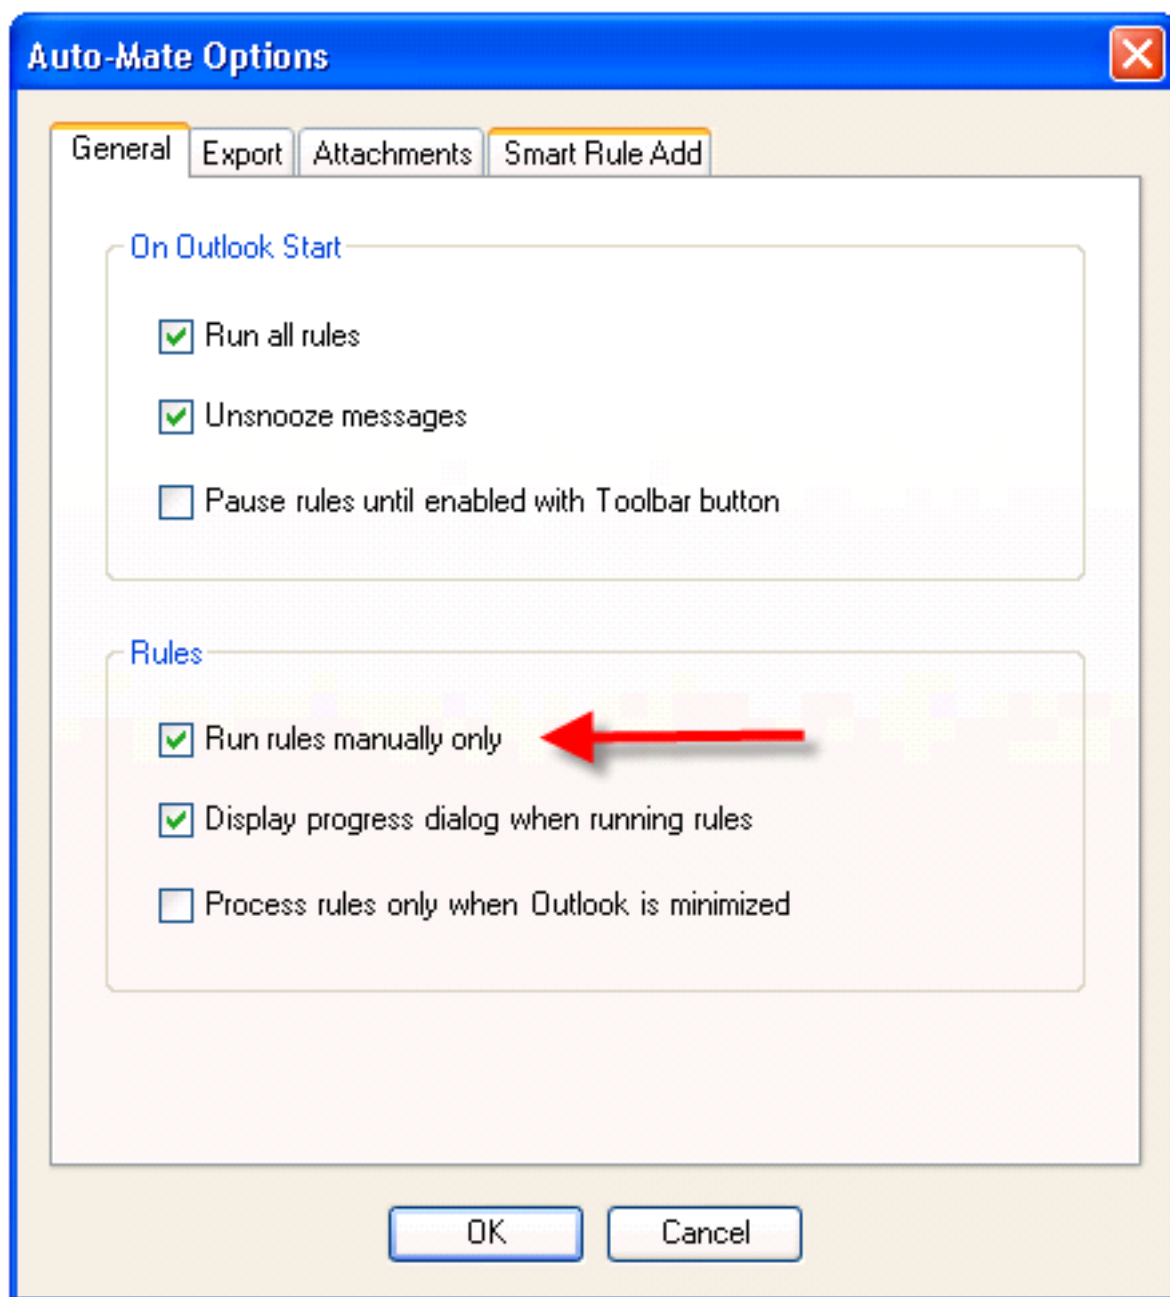 Auto-Mate Options
General Export Attachments Smart Rule Add
On Outlook Start
Run all rules
Unsnooze messages
Pause rules until enabled with Toolbar button
Rules
Run rules manually only
Display progress dialog when running rules
Process rules only when Outlook is minimized
OK Cancel